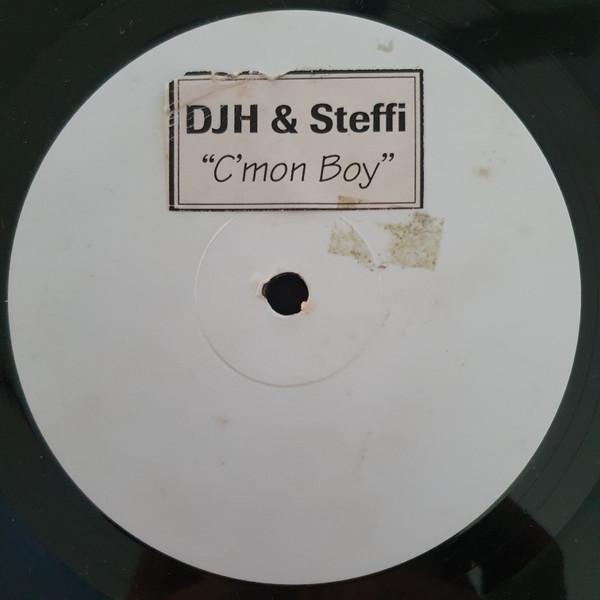 DJH & Steffi
“C’mon Boy”